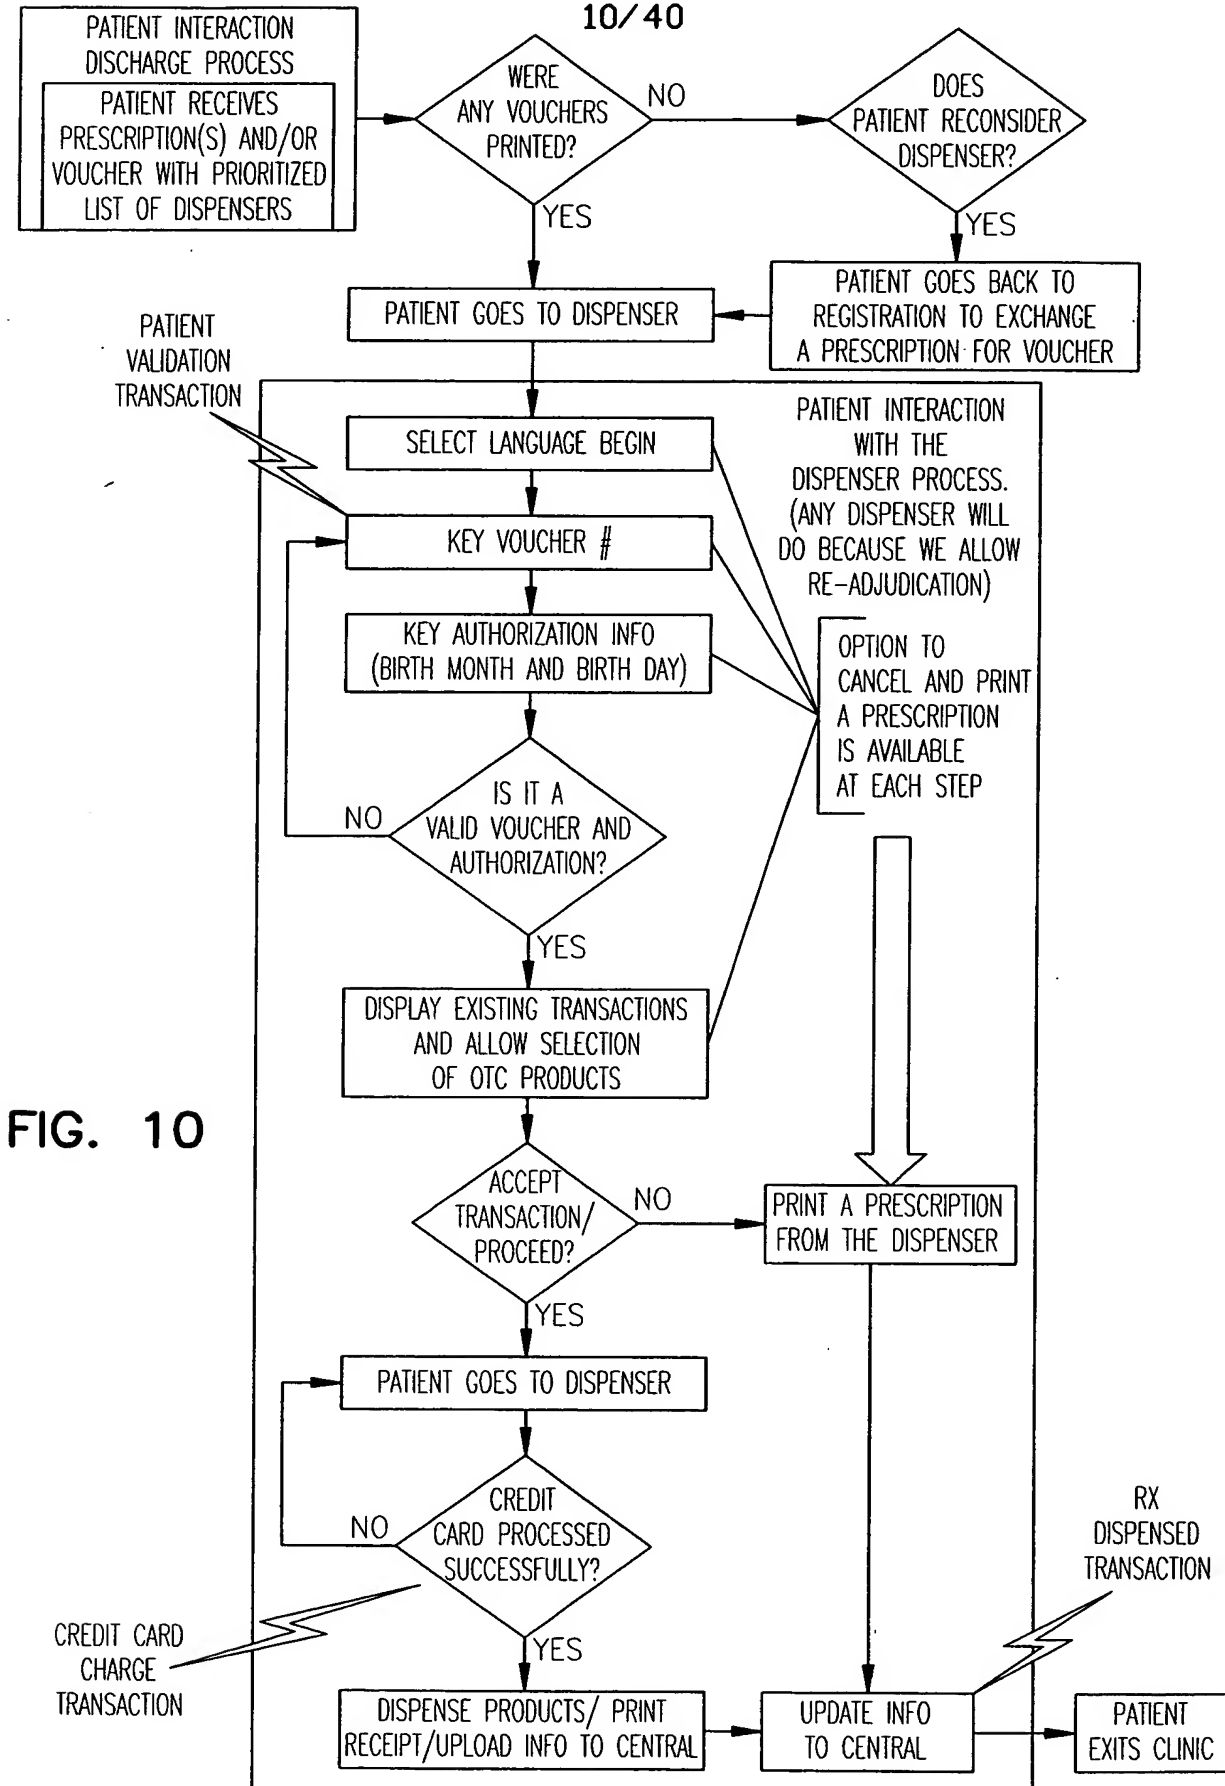 10/40
PATIENT INTERACTION
DISCHARGE PROCESS
PATIENT RECEIVES
PRESCRIPTION(S) AND/OR
VOUCHER WITH PRIORITIZED
LIST OF DISPENSERS
WERE
ANY VOUCHERS
PRINTED?
NO
DOES
PATIENT RECONSIDER
DISPENSER?
YES
YES
PATIENT GOES TO DISPENSER
PATIENT GOES BACK TO
REGISTRATION TO EXCHANGE
A PRESCRIPTION FOR VOUCHER
PATIENT
VALIDATION
TRANSACTION
SELECT LANGUAGE BEGIN
PATIENT INTERACTION
WITH THE
DISPENSER PROCESS.
(ANY DISPENSER WILL
DO BECAUSE WE ALLOW
RE-ADJUDICATION)
KEY VOUCHER #
KEY AUTHORIZATION INFO
(BIRTH MONTH AND BIRTH DAY)
OPTION TO
CANCEL AND PRINT
A PRESCRIPTION
IS AVAILABLE
AT EACH STEP
IS IT A
VALID VOUCHER AND
AUTHORIZATION?
NO
YES
DISPLAY EXISTING TRANSACTIONS
AND ALLOW SELECTION
OF OTC PRODUCTS
FIG. 10
ACCEPT
TRANSACTION/
PROCEED?
NO
PRINT A PRESCRIPTION
FROM THE DISPENSER
YES
PATIENT GOES TO DISPENSER
CREDIT
CARD PROCESSED
SUCCESSFULLY?
NO
RX
DISPENSED
TRANSACTION
CREDIT CARD
CHARGE
TRANSACTION
YES
DISPENSE PRODUCTS/ PRINT
RECEIPT/UPLOAD INFO TO CENTRAL
UPDATE INFO
TO CENTRAL
PATIENT
EXITS CLINIC